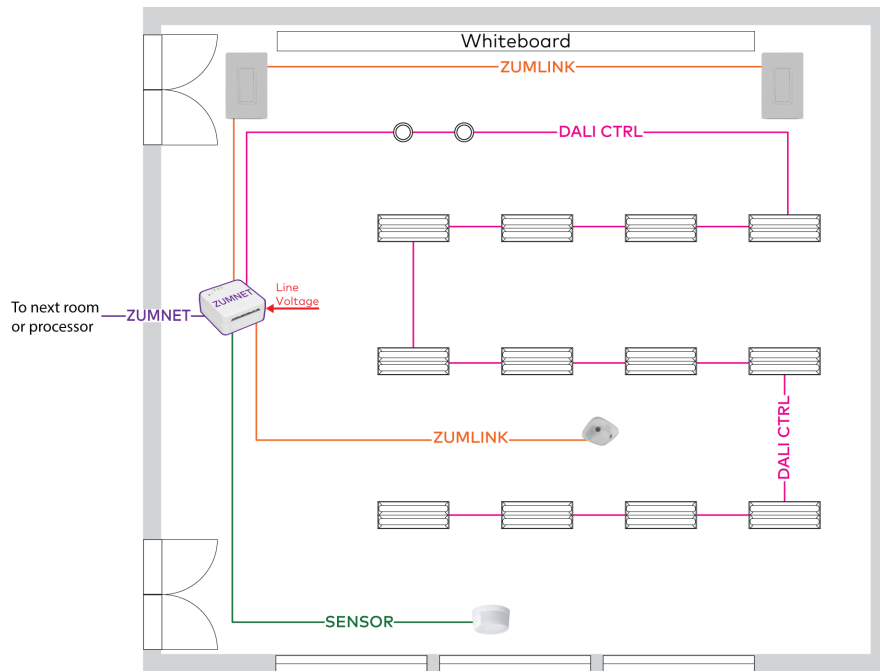 Whiteboard
ZUMLINK
DALI CTRL
ZUMNET
Line
Voltage
To next room
or processor
ZUMNET
ZUMLINK
DALI CTRL
SENSOR